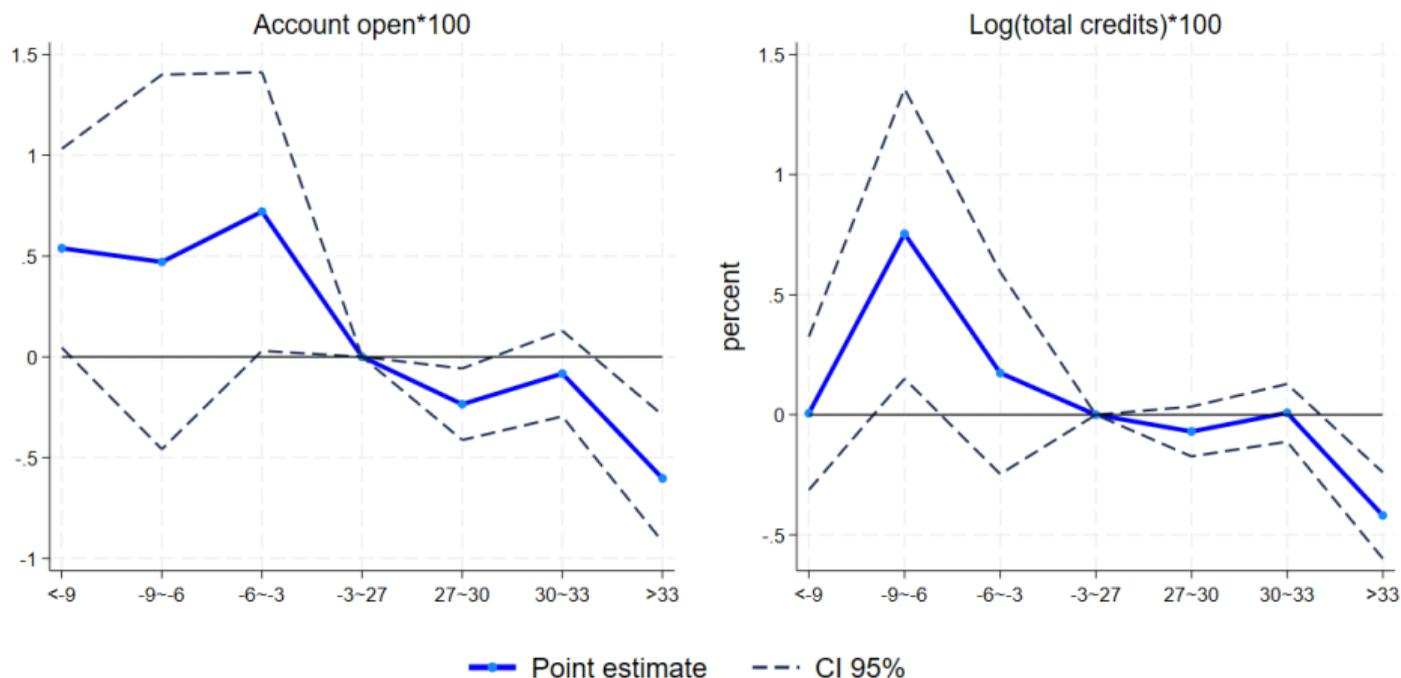 Account open*100
1.5
1
.5
0
-.5
-1
<-9 -9~-6 -6~-3 -3~27 27~30 30~33 >33
Log(total credits)*100
percent
1.5
1
.5
0
-.5
<-9 -9~-6 -6~-3 -3~27 27~30 30~33 >33
Point estimate CI 95%